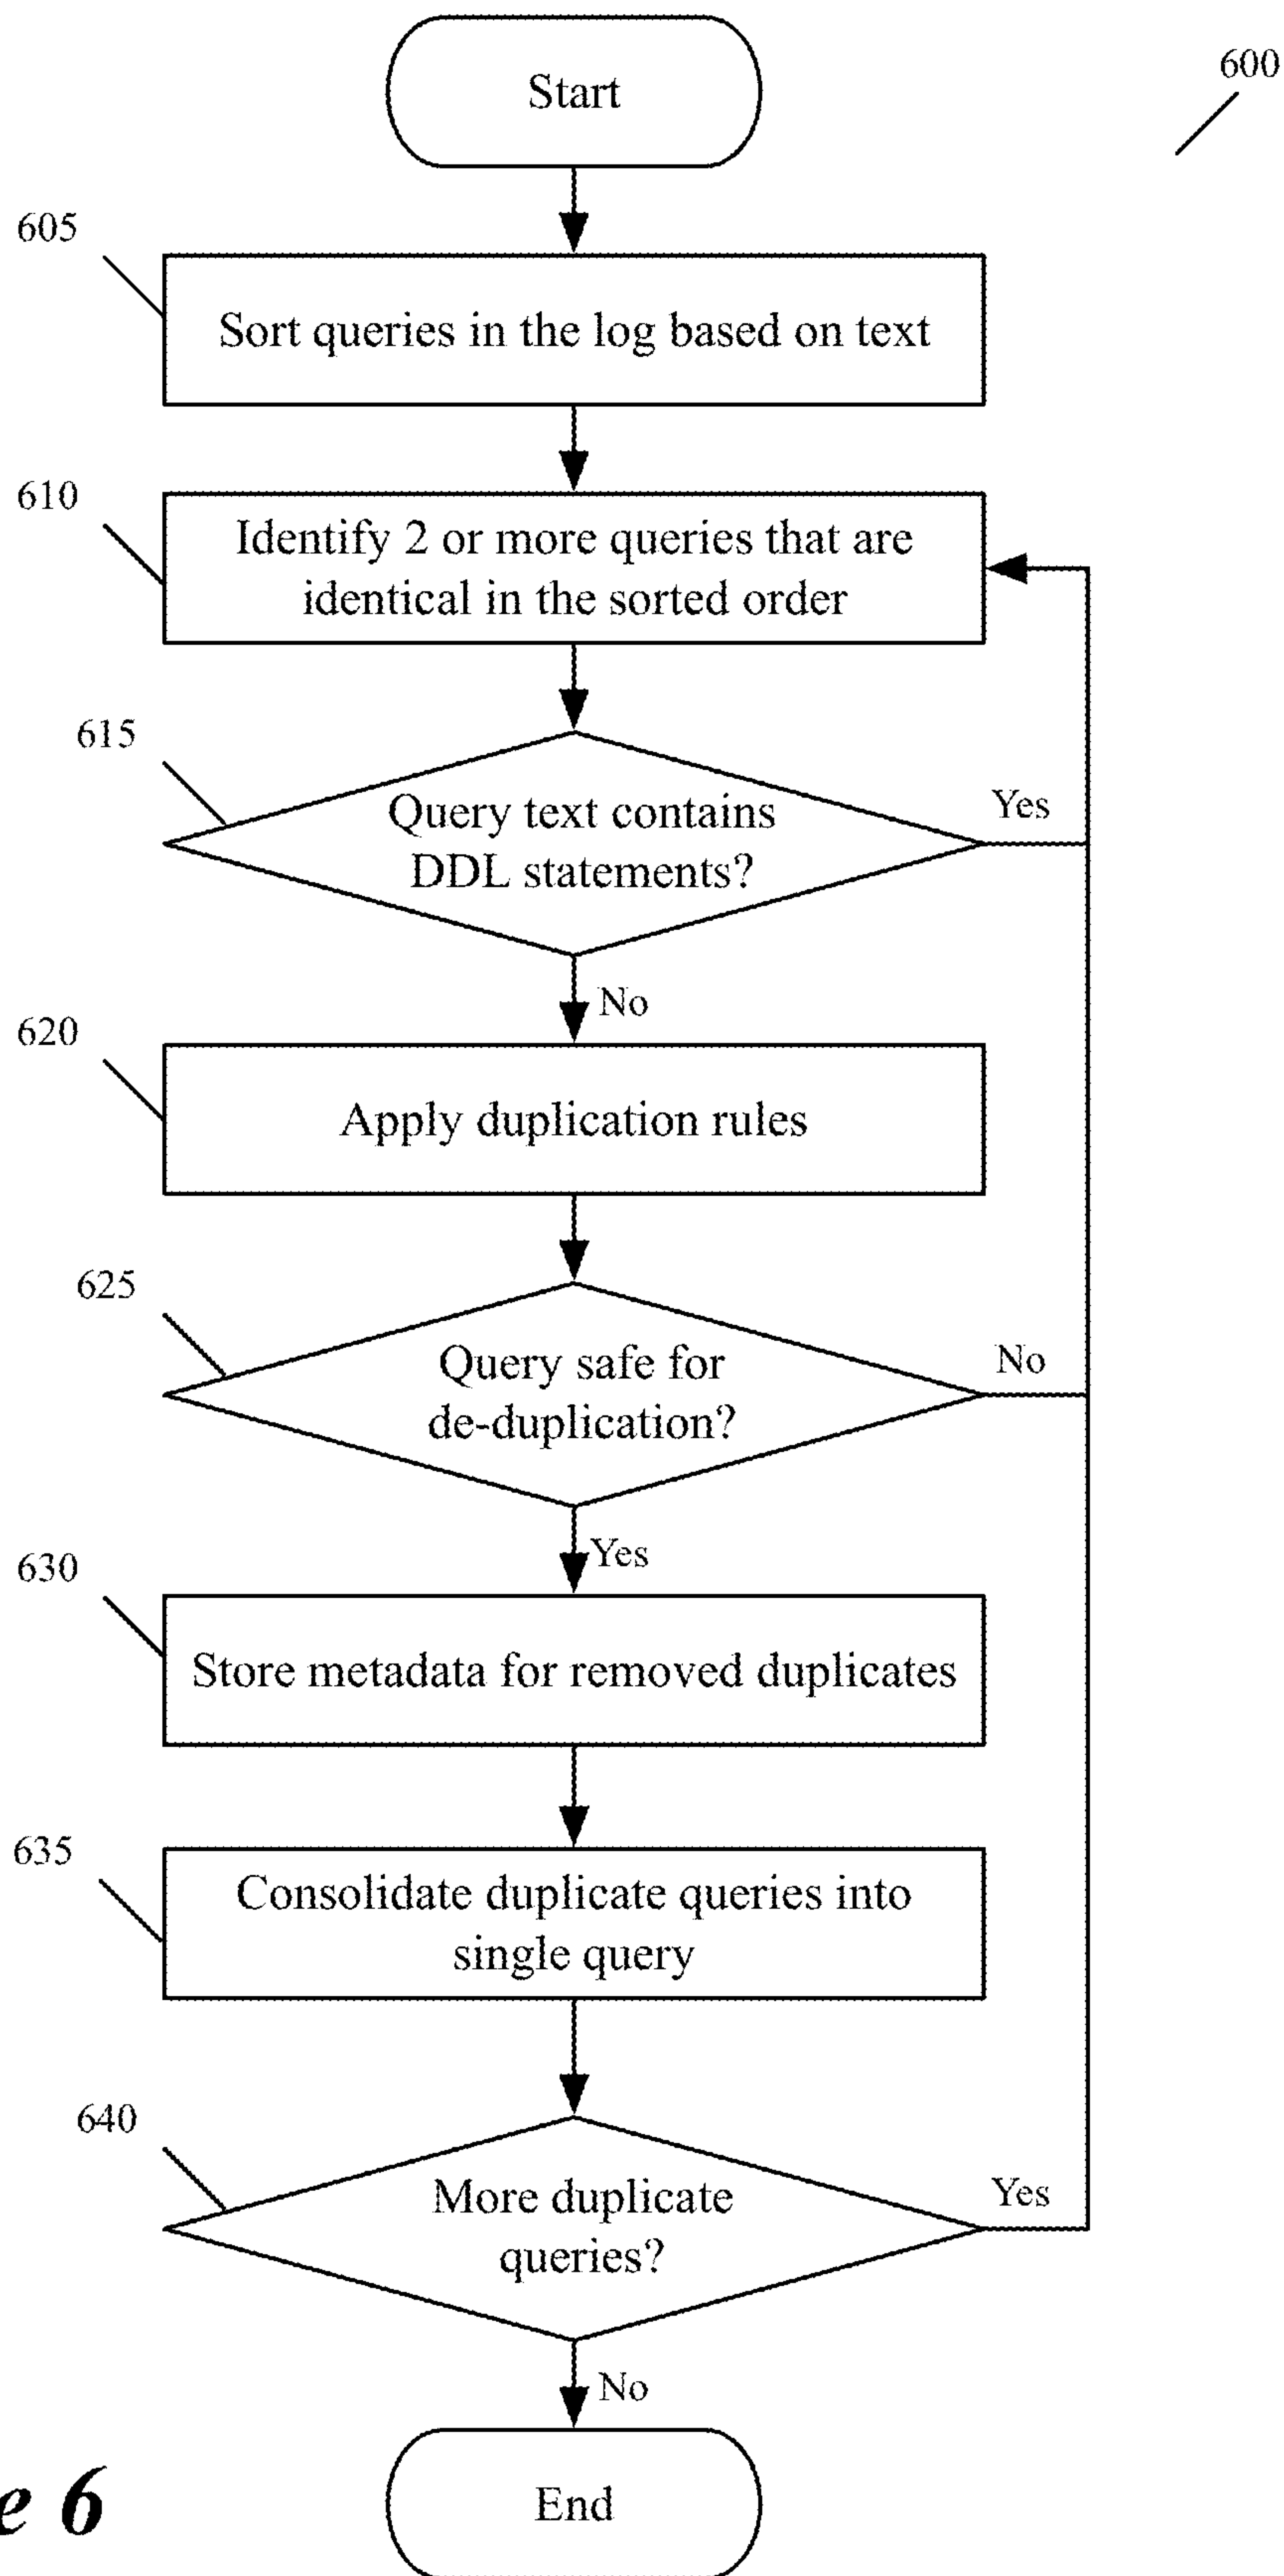 Start
600
605
Sort queries in the log based on text
610
Identify 2 or more queries that are
identical in the sorted order
615
Query text contains
DDL statements?
Yes
No
620
Apply duplication rules
625
Query safe for
de-duplication?
No
Yes
630
Store metadata for removed duplicates
635
Consolidate duplicate queries into
single query
640
More duplicate
queries?
Yes
No
End
e 6